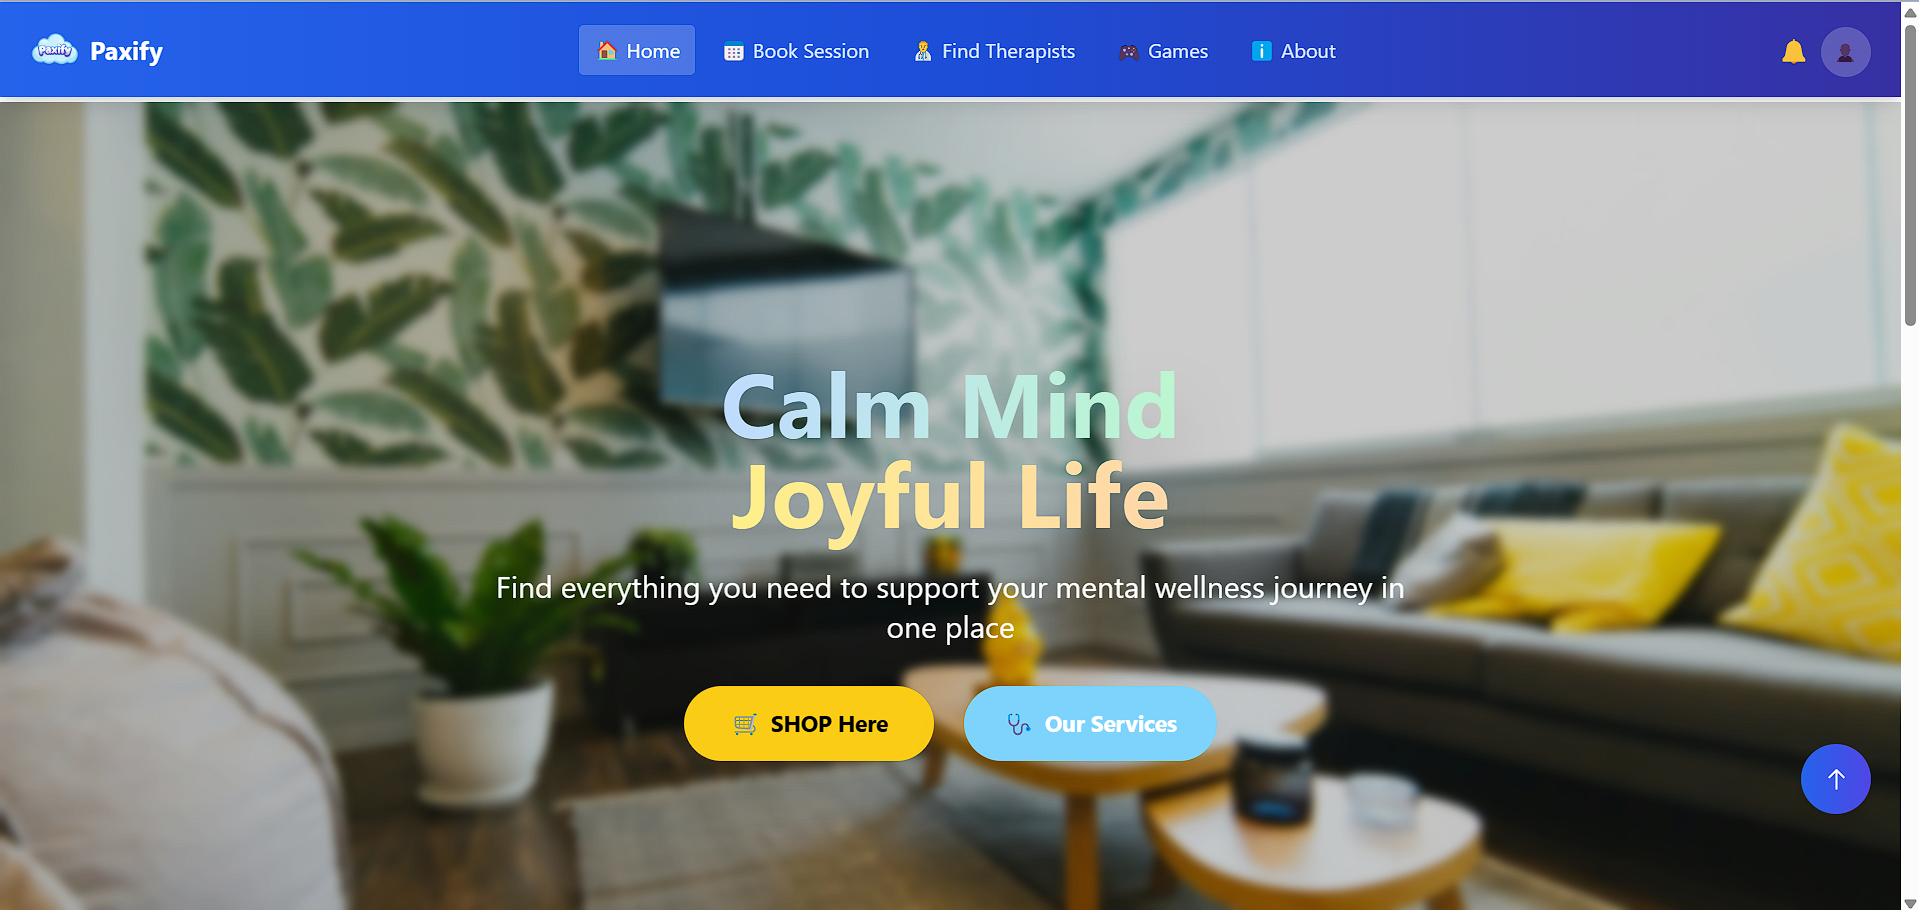 Paxify
Paxify
Home
Book Session
Find Therapists
Games
About
Calm Mind
Joyful Life
Find everything you need to support your mental wellness journey in
one place
SHOP Here
Our Services